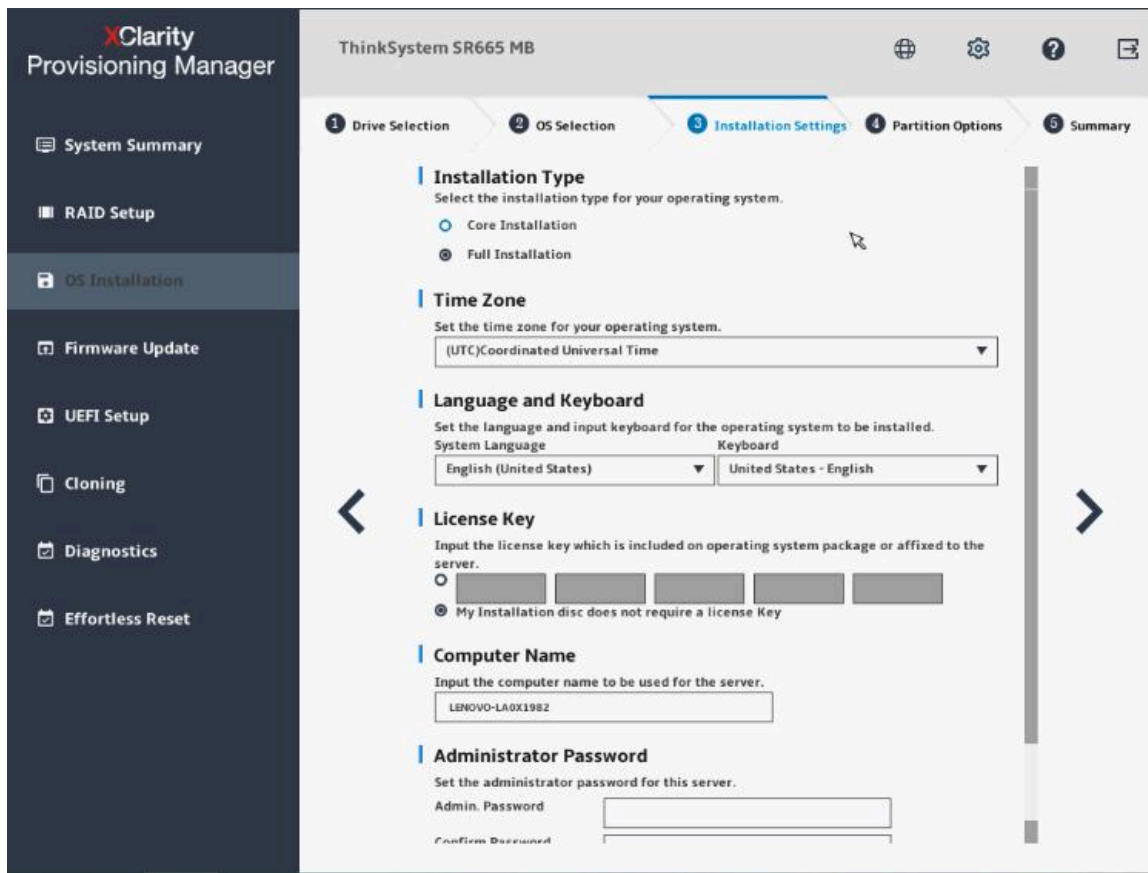 XClarity
Provisioning Manager
ThinkSystem SR665 MB
System Summary
RAID Setup
OS Installation
Firmware Update
UEFI Setup
Cloning
Diagnostics
Effortless Reset
1 Drive Selection
2 OS Selection
3 Installation Settings
4 Partition Options
5 Summary
Installation Type
Select the installation type for your operating system.
Core Installation
Full Installation
Time Zone
Set the time zone for your operating system.
(UTC)Coordinated Universal Time
Language and Keyboard
Set the language and input keyboard for the operating system to be installed.
System Language Keyboard
English (United States) United States - English
License Key
Input the license key which is included on operating system package or affixed to the
server.
My Installation disc does not require a license Key
Computer Name
Input the computer name to be used for the server.
LENOVO-LA0X1982
Administrator Password
Set the administrator password for this server.
Admin. Password
Confirm Password